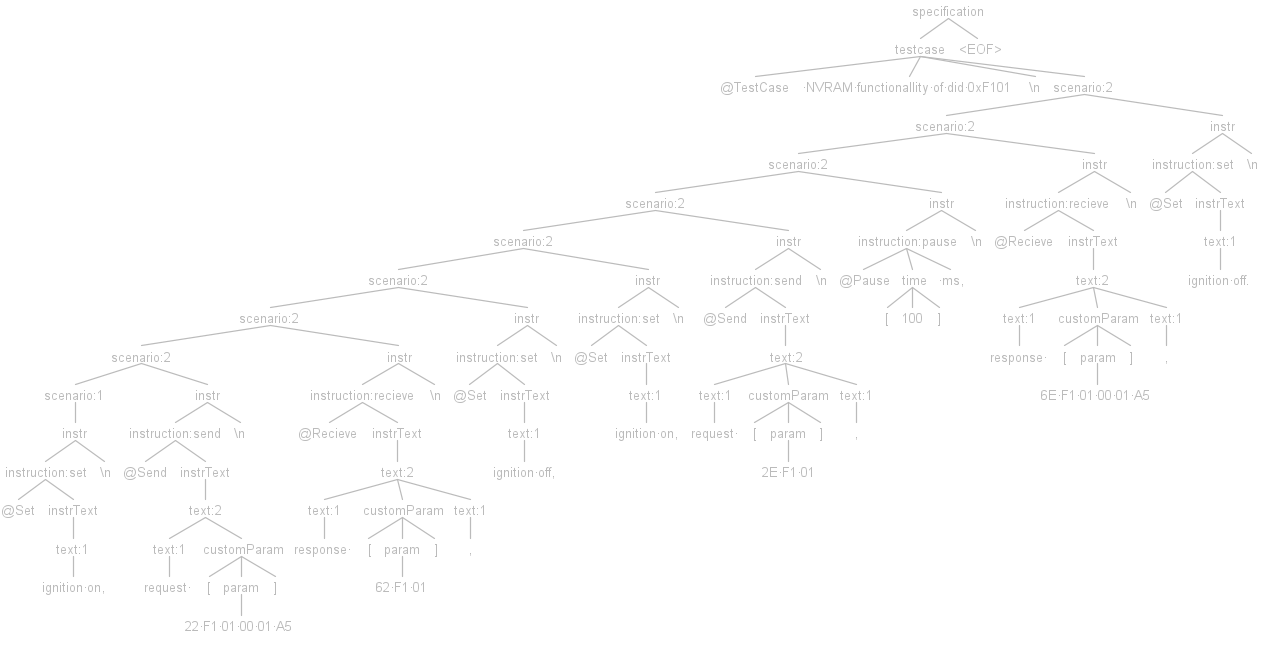 specification
testcase <EOF>
@TestCase ·NVRAM·functionallity·of·did·0xF101 \n scenario:2
scenario:2 instr
scenario:2 instr instruction:set \n
scenario:2 instr instruction:recieve \n @Set instrText
scenario:2 instr instruction:pause \n @Recieve instrText text:1
scenario:2 instr instruction:send \n @Pause time ·ms, text:2 ignition·off.
scenario:2 instr instruction:set \n @Send instrText [ 100 ] text:1 customParam text:1
scenario:2 instr instruction:set \n @Set instrText text:2 response· [ param ] ,
scenario:1 instr instruction:recieve \n @Set instrText text:1 text:1 customParam text:1 6E·F1·01·00·01·A5
instr instruction:send \n @Recieve instrText text:1 ignition·on, request· [ param ] ,
instruction:set \n @Send instrText text:2 ignition·off, 2E·F1·01
@Set instrText text:2 text:1 customParam text:1
text:1 text:1 customParam response· [ param ] ,
ignition·on, request· [ param ] 62·F1·01
22·F1·01·00·01·A5